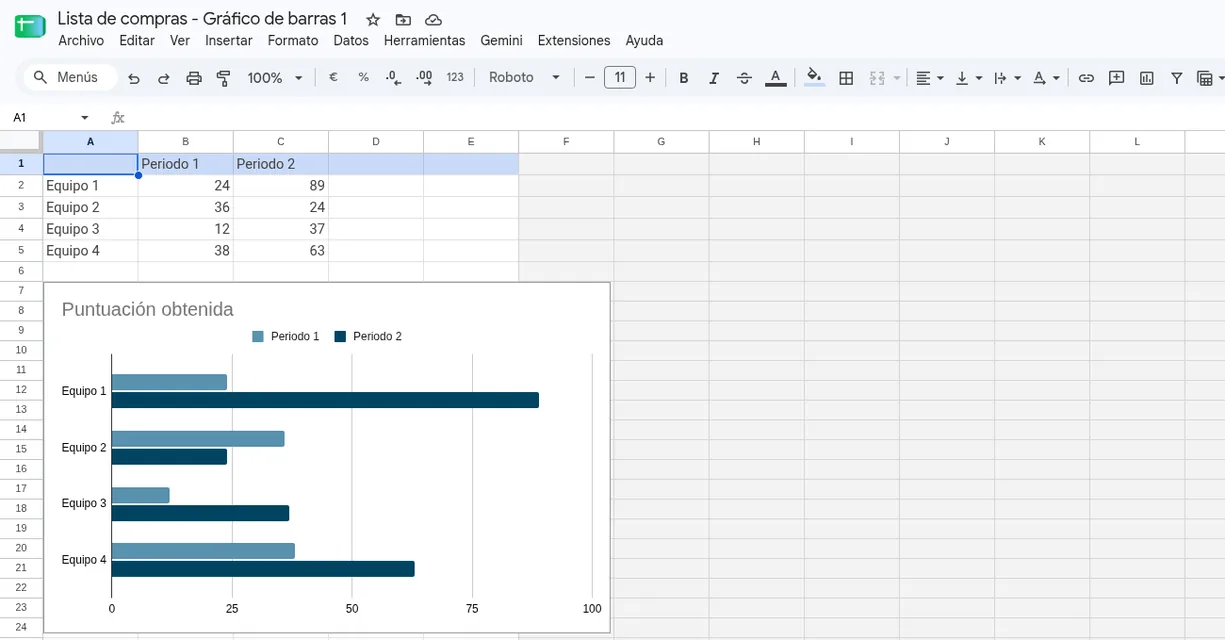 Lista de compras - Gráfico de barras 1
Archivo Editar Ver Insertar Formato Datos Herramientas Gemini Extensiones Ayuda
Menús 100% € % .0 .00 123 Roboto 11 B I S A A
A1 fx
A B C D E F G H I J K L
1 Periodo 1 Periodo 2
2 Equipo 1 24 89
3 Equipo 2 36 24
4 Equipo 3 12 37
5 Equipo 4 38 63
6
7
8
9
10
11
12
13
14
15
16
17
18
19
20
21
22
23
24
Puntuación obtenida
Periodo 1 Periodo 2
Equipo 1
Equipo 2
Equipo 3
Equipo 4
0 25 50 75 100